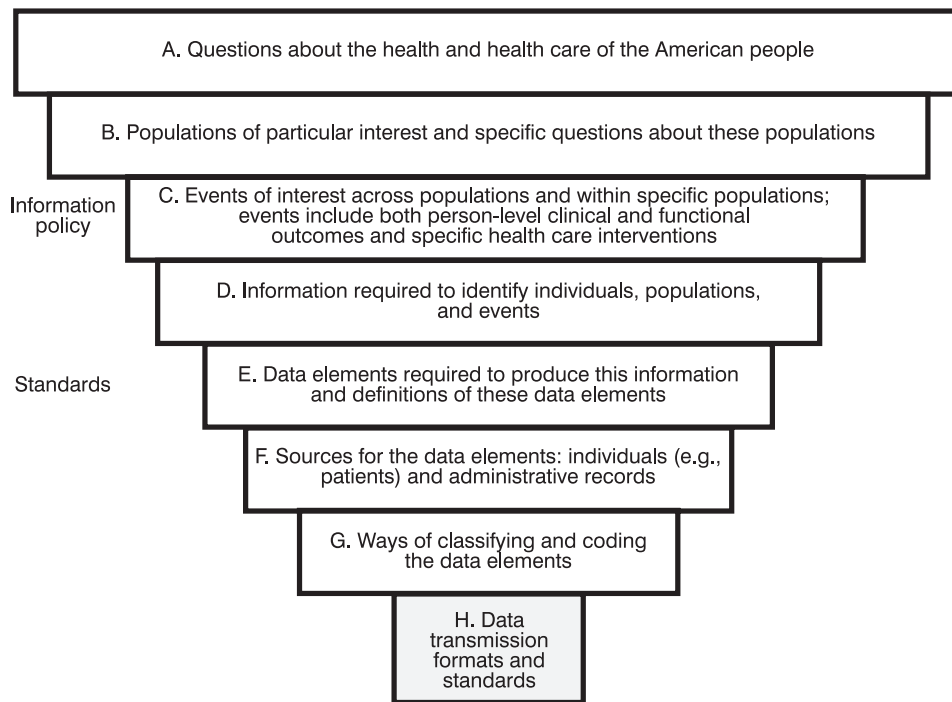 A. Questions about the health and health care of the American people
B. Populations of particular interest and specific questions about these populations
Information
policy
C. Events of interest across populations and within specific populations;
events include both person-level clinical and functional
outcomes and specific health care interventions
D. Information required to identify individuals, populations,
and events
Standards
E. Data elements required to produce this information
and definitions of these data elements
F. Sources for the data elements: individuals (e.g.,
patients) and administrative records
G. Ways of classifying and coding
the data elements
H. Data
transmission
formats and
standards